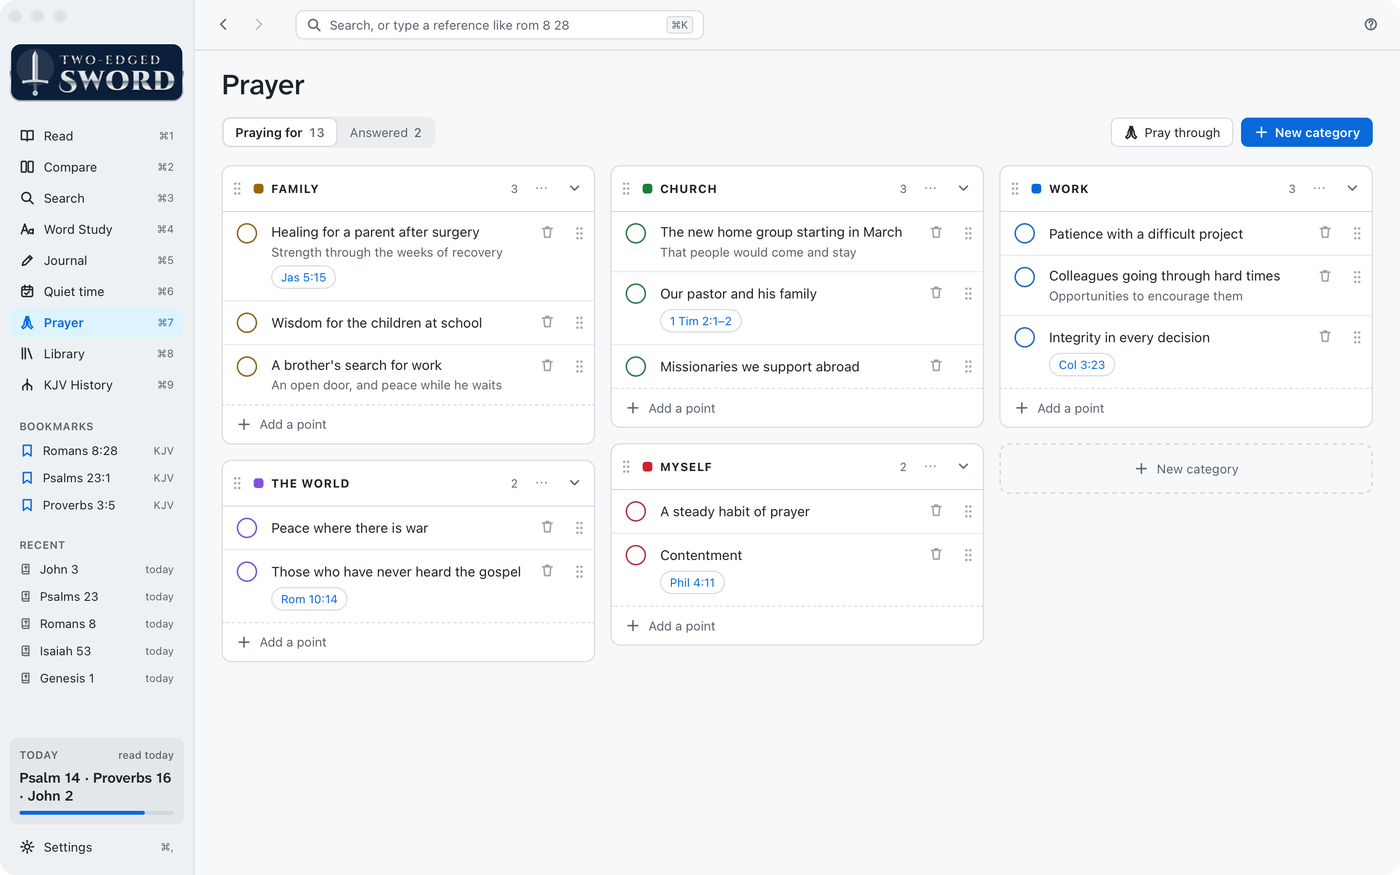 TWO-EDGED
SWORD
Read ⌘1
Compare ⌘2
Search ⌘3
Word Study ⌘4
Journal ⌘5
Quiet time ⌘6
Prayer ⌘7
Library ⌘8
KJV History ⌘9
BOOKMARKS
Romans 8:28 KJV
Psalms 23:1 KJV
Proverbs 3:5 KJV
RECENT
John 3 today
Psalms 23 today
Romans 8 today
Isaiah 53 today
Genesis 1 today
TODAY read today
Psalm 14 · Proverbs 16
· John 2
Settings ⌘,
Search, or type a reference like rom 8 28 ⌘K
Prayer
Praying for 13 Answered 2
Pray through
New category
FAMILY 3
Healing for a parent after surgery
Strength through the weeks of recovery
Jas 5:15
Wisdom for the children at school
A brother's search for work
An open door, and peace while he waits
Add a point
THE WORLD 2
Peace where there is war
Those who have never heard the gospel
Rom 10:14
Add a point
CHURCH 3
The new home group starting in March
That people would come and stay
Our pastor and his family
1 Tim 2:1–2
Missionaries we support abroad
Add a point
MYSELF 2
A steady habit of prayer
Contentment
Phil 4:11
Add a point
WORK 3
Patience with a difficult project
Colleagues going through hard times
Opportunities to encourage them
Integrity in every decision
Col 3:23
Add a point
New category